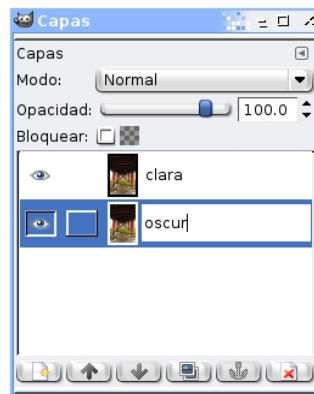 Capas
Capas
Modo: Normal
Opacidad: 100.0
Bloquear:
clara
oscur